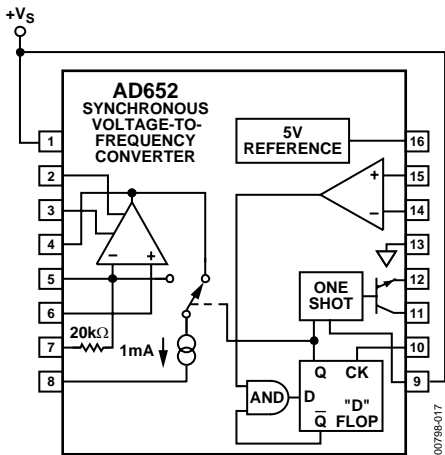 +VS
AD652
SYNCHRONOUS
VOLTAGE-TO-
FREQUENCY
CONVERTER
5V
REFERENCE
1
2
3
4
5
6
7
8
16
15
14
13
12
11
10
9
+
−
−
+
20kΩ
1mA
ONE
SHOT
AND
D
Q
CK
Q̅
"D"
FLOP
00798-017